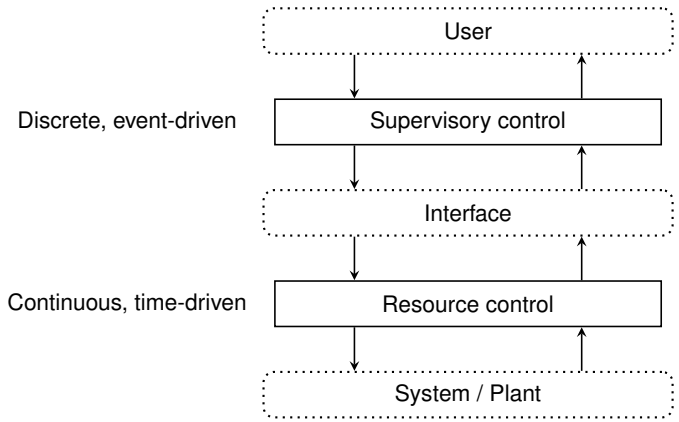 User
Discrete, event-driven
Supervisory control
Interface
Continuous, time-driven
Resource control
System / Plant